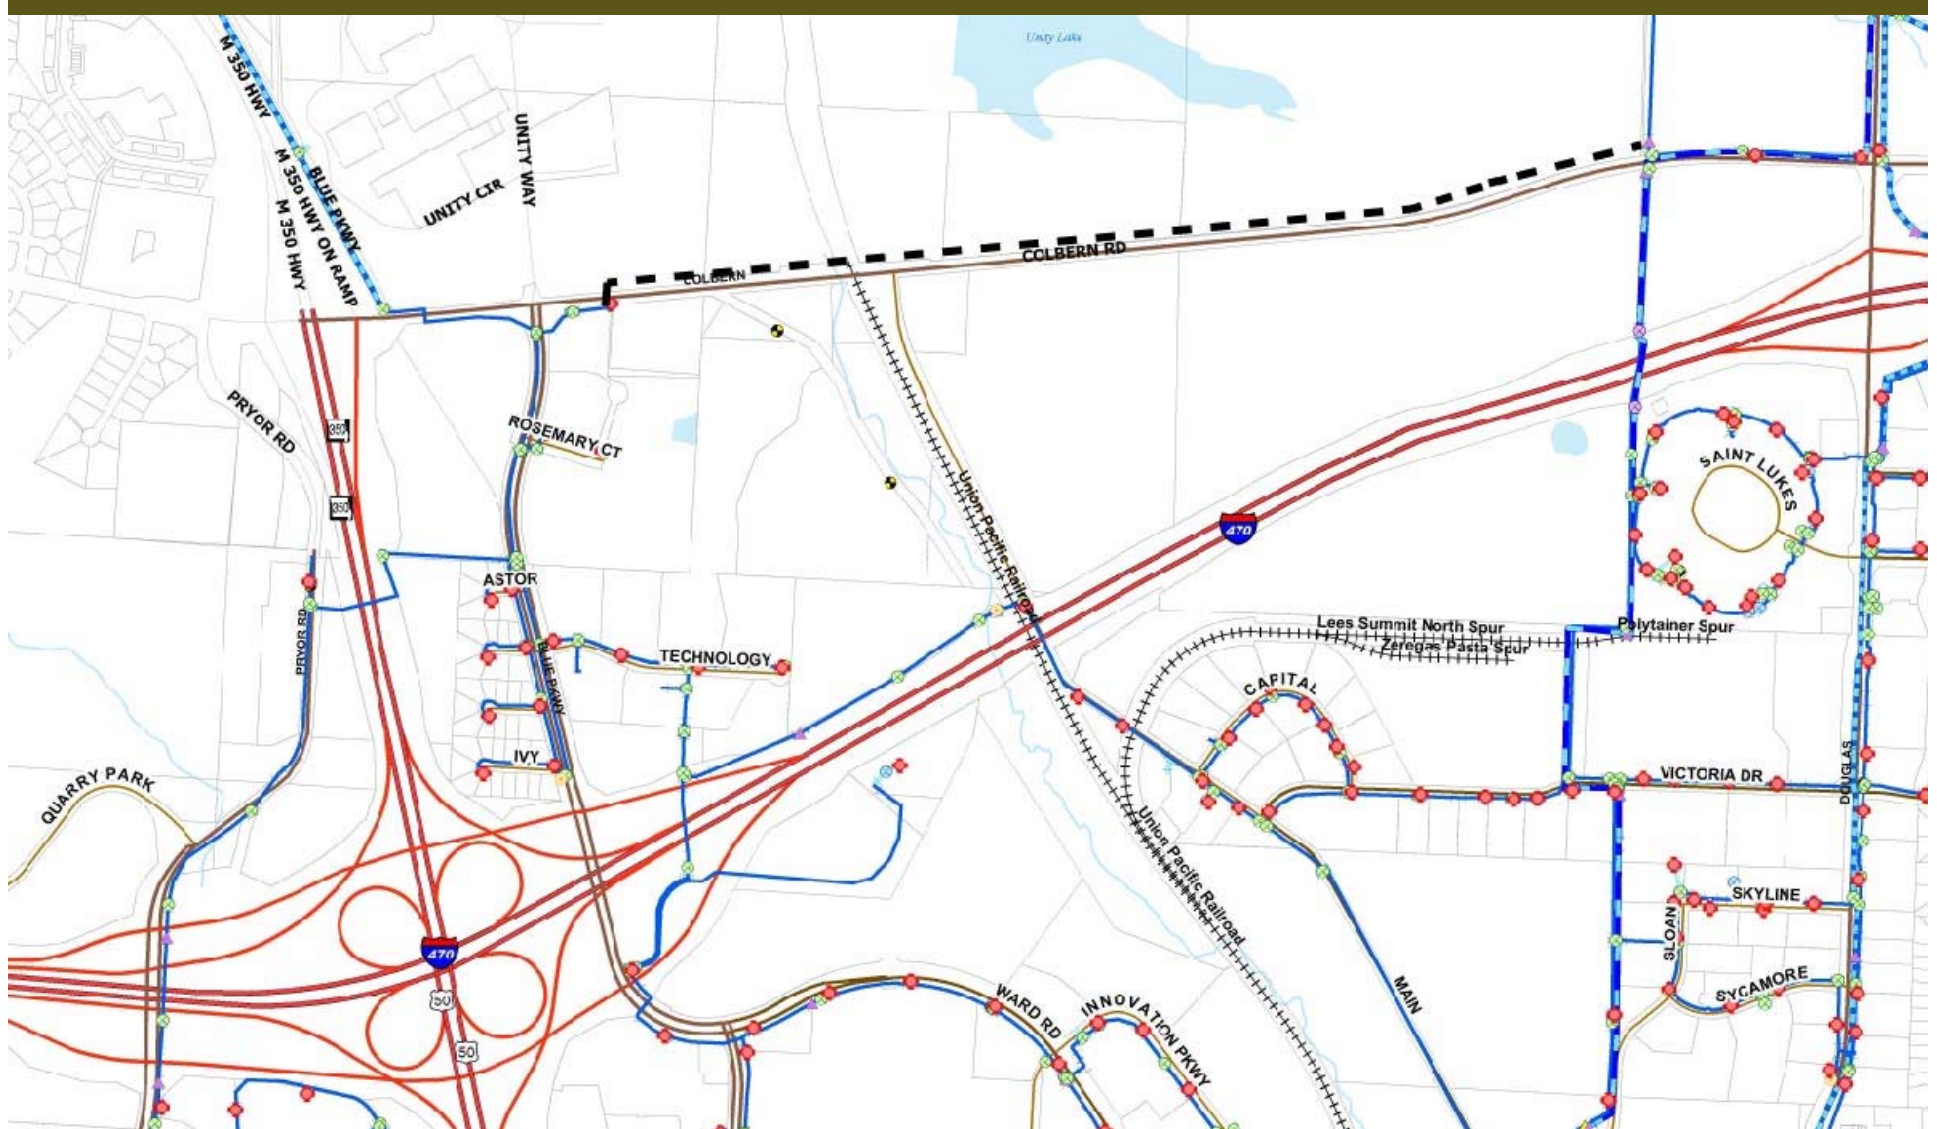 Unity Lake
M 350 HWY
UNITY WAY
BLUE PKWY
M 350 HWY ON RAMP
M 350 HWY
UNITY CIR
COLBERN RD
COLBERN
PRYOR RD
350
350
ROSEMARY CT
SAINT LUKES
Union Pacific Railroad
470
ASTOR
PRYOR RD
BLUE PKWY
TECHNOLOGY
Lees Summit North Spur
Polytainer Spur
Zeregas Pasta Spur
CAPITAL
IVY
QUARRY PARK
VICTORIA DR
DOUGLAS
Union Pacific Railroad
SKYLINE
SLOAN
470
50
SYCAMORE
MAIN
WARD RD
INNOVATION PKWY
50